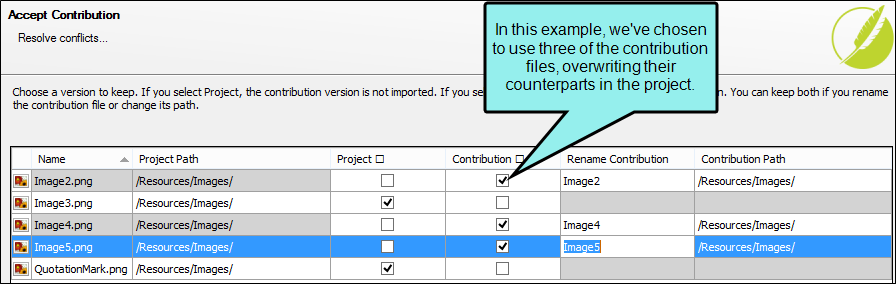 Accept Contribution
Resolve conflicts...
In this example, we've chosen
to use three of the contribution
files, overwriting their
counterparts in the project.
Choose a version to keep. If you select Project, the contribution version is not imported. If you se on. You can keep both if you rename
the contribution file or change its path.
Name Project Path Project Contribution Rename Contribution Contribution Path
Image2.png /Resources/Images/ Image2 /Resources/Images/
Image3.png /Resources/Images/
Image4.png /Resources/Images/ Image4 /Resources/Images/
Image5.png /Resources/Images/ Image5 /Resources/Images/
QuotationMark.png /Resources/Images/